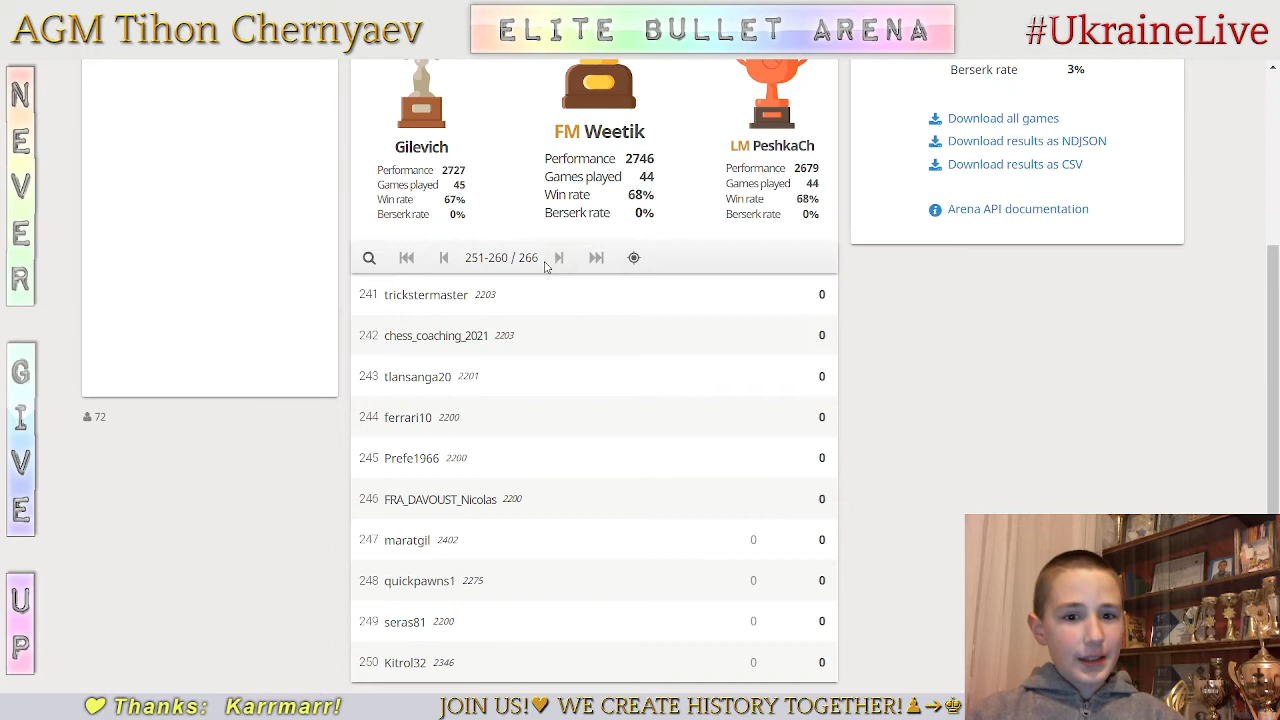 AGM Tihon Chernyaev
ELITE BULLET ARENA
#UkraineLive
NEVER
GIVE
UP
Gilevich
Performance 2727
Games played 45
Win rate 67%
Berserk rate 0%
FM Weetik
Performance 2746
Games played 44
Win rate 68%
Berserk rate 0%
LM PeshkaCh
Performance 2679
Games played 44
Win rate 68%
Berserk rate 0%
Berserk rate 3%
Download all games
Download results as NDJSON
Download results as CSV
Arena API documentation
251-260 / 266
241 trickstermaster 2203 0
242 chess_coaching_2021 2203 0
243 tlansanga20 2201 0
244 ferrari10 2200 0
245 Prefe1966 2200 0
246 FRA_DAVOUST_Nicolas 2200 0
247 maratgil 2402 0 0
248 quickpawns1 2275 0 0
249 seras81 2200 0 0
250 Kitrol32 2346 0 0
72
Thanks: Karrmarr!
JOIN US!♥ WE CREATE HISTORY TOGETHER!♟→♚